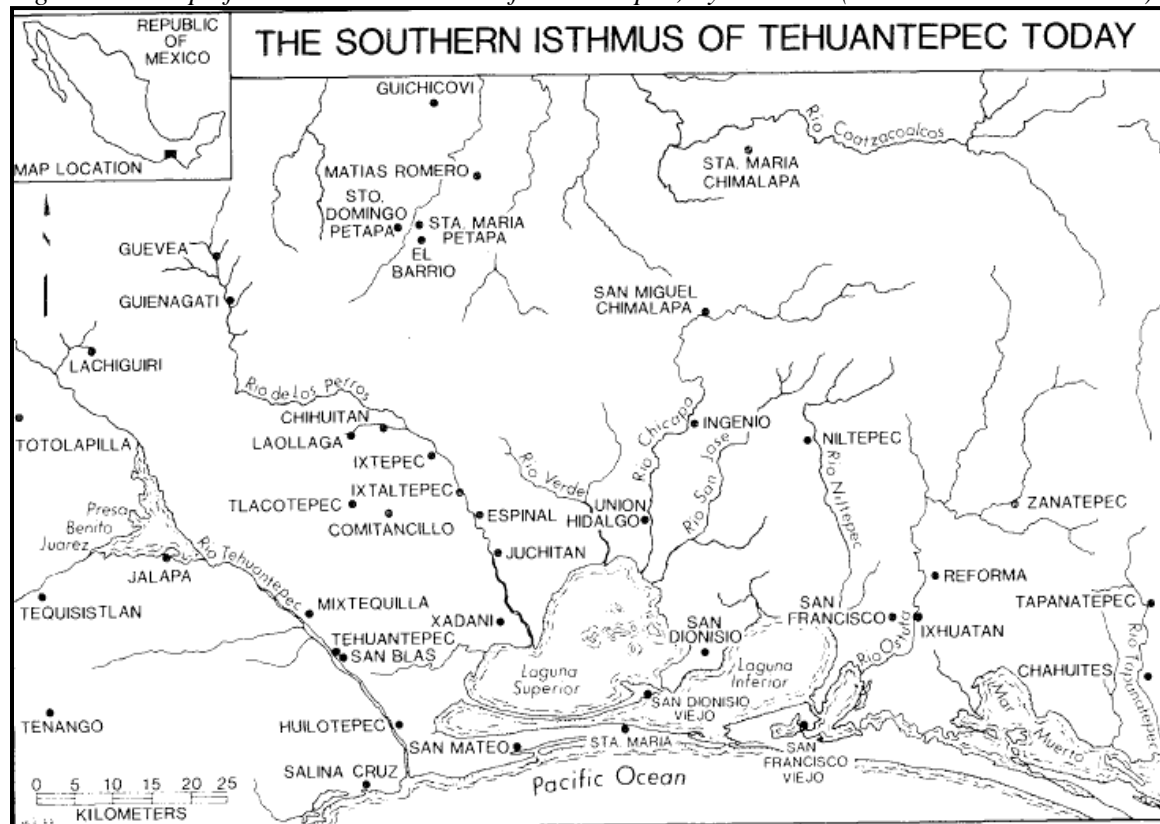 REPUBLIC
OF
MEXICO
MAP LOCATION
THE SOUTHERN ISTHMUS OF TEHUANTEPEC TODAY
GUICHICOVI
Rio Coatzacoalcos
STA. MARIA
CHIMALAPA
MATIAS ROMERO
STO.
DOMINGO
PETAPA
STA. MARIA
PETAPA
EL
BARRIO
GUEVEA
GUIENAGATI
SAN MIGUEL
CHIMALAPA
LACHIGUIRI
Rio de Los Perros
CHIHUITAN
LAOLLAGA
Rio Chicapa
INGENIO
TOTOLAPILLA
NILTEPEC
IXTEPEC
Rio Verde
Rio San Jose
Rio Niltepec
IXTALTEPEC
TLACOTEPEC
COMITANCILLO
ESPINAL
UNION
HIDALGO
ZANATEPEC
Presa
Benito
Juarez
Rio Tehuantepec
JUCHITAN
JALAPA
REFORMA
TEQUISISTLAN
MIXTEQUILLA
TAPANATEPEC
XADANI
SAN
DIONISIO
SAN
FRANCISCO
IXHUATAN
TEHUANTEPEC
SAN BLAS
Rio Ostuta
Rio Tapanatepec
Laguna
Superior
Laguna
Inferior
CHAHUITES
SAN DIONISIO
VIEJO
Mar Muerto
TENANGO
HUILOTEPEC
SAN MATEO
STA. MARIA
SAN
FRANCISCO
VIEJO
SALINA CRUZ
Pacific Ocean
0 5 10 15 20 25
KILOMETERS